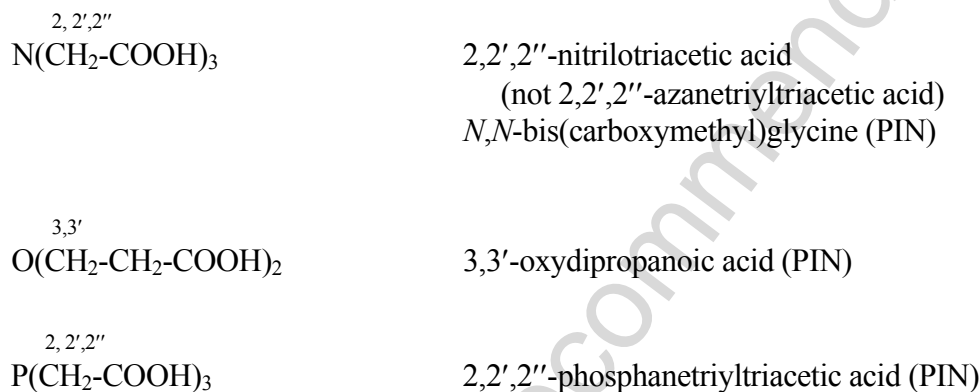 2, 2′,2′′
N(CH₂-COOH)₃ 2,2′,2′′-nitrilotriacetic acid
(not 2,2′,2′′-azanetriyltriacetic acid)
N,N-bis(carboxymethyl)glycine (PIN)
3,3′
O(CH₂-CH₂-COOH)₂ 3,3′-oxydipropanoic acid (PIN)
2, 2′,2′′
P(CH₂-COOH)₃ 2,2′,2′′-phosphanetriyltriacetic acid (PIN)